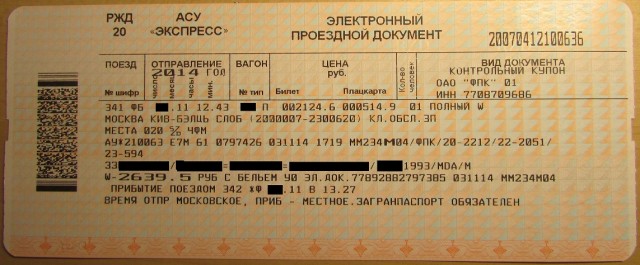 РЖД АСУ ЭЛЕКТРОННЫЙ
20 «ЭКСПРЕСС» ПРОЕЗДНОЙ ДОКУМЕНТ 20070412100636
ПОЕЗД ОТПРАВЛЕНИЕ ВАГОН ЦЕНА Кол-во человек ВИД ДОКУМЕНТА
2014 ГОД руб. КОНТРОЛЬНЫЙ КУПОН
число месяц час. мин. ОАО "ФПК" 01
№ шифр № тип Билет Плацкарта ИНН 7708709686
341 ФБ .11 12.43 П 002124.6 000514.9 01 ПОЛНЫЙ W
МОСКВА КИВ-БЭЛЦЬ СЛОБ (2000007-2300620) КЛ.ОБСЛ.3П
МЕСТА 020 ЧФМ
АУ*210063 Е7М 61 0797426 031114 1719 ММ234М04/ФПК/20-2212/22-2051/
23-594
33 / = = / 1993/MDA/M
W-2639.5 РУБ С БЕЛЬЕМ УО ЭЛ.ДОК.77892882797385 031114 ММ234М04
ПРИБЫТИЕ ПОЕЗДОМ 342 *Ф .11 В 13.27
ВРЕМЯ ОТПР МОСКОВСКОЕ, ПРИБ - МЕСТНОЕ.ЗАГРАНПАСПОРТ ОБЯЗАТЕЛЕН